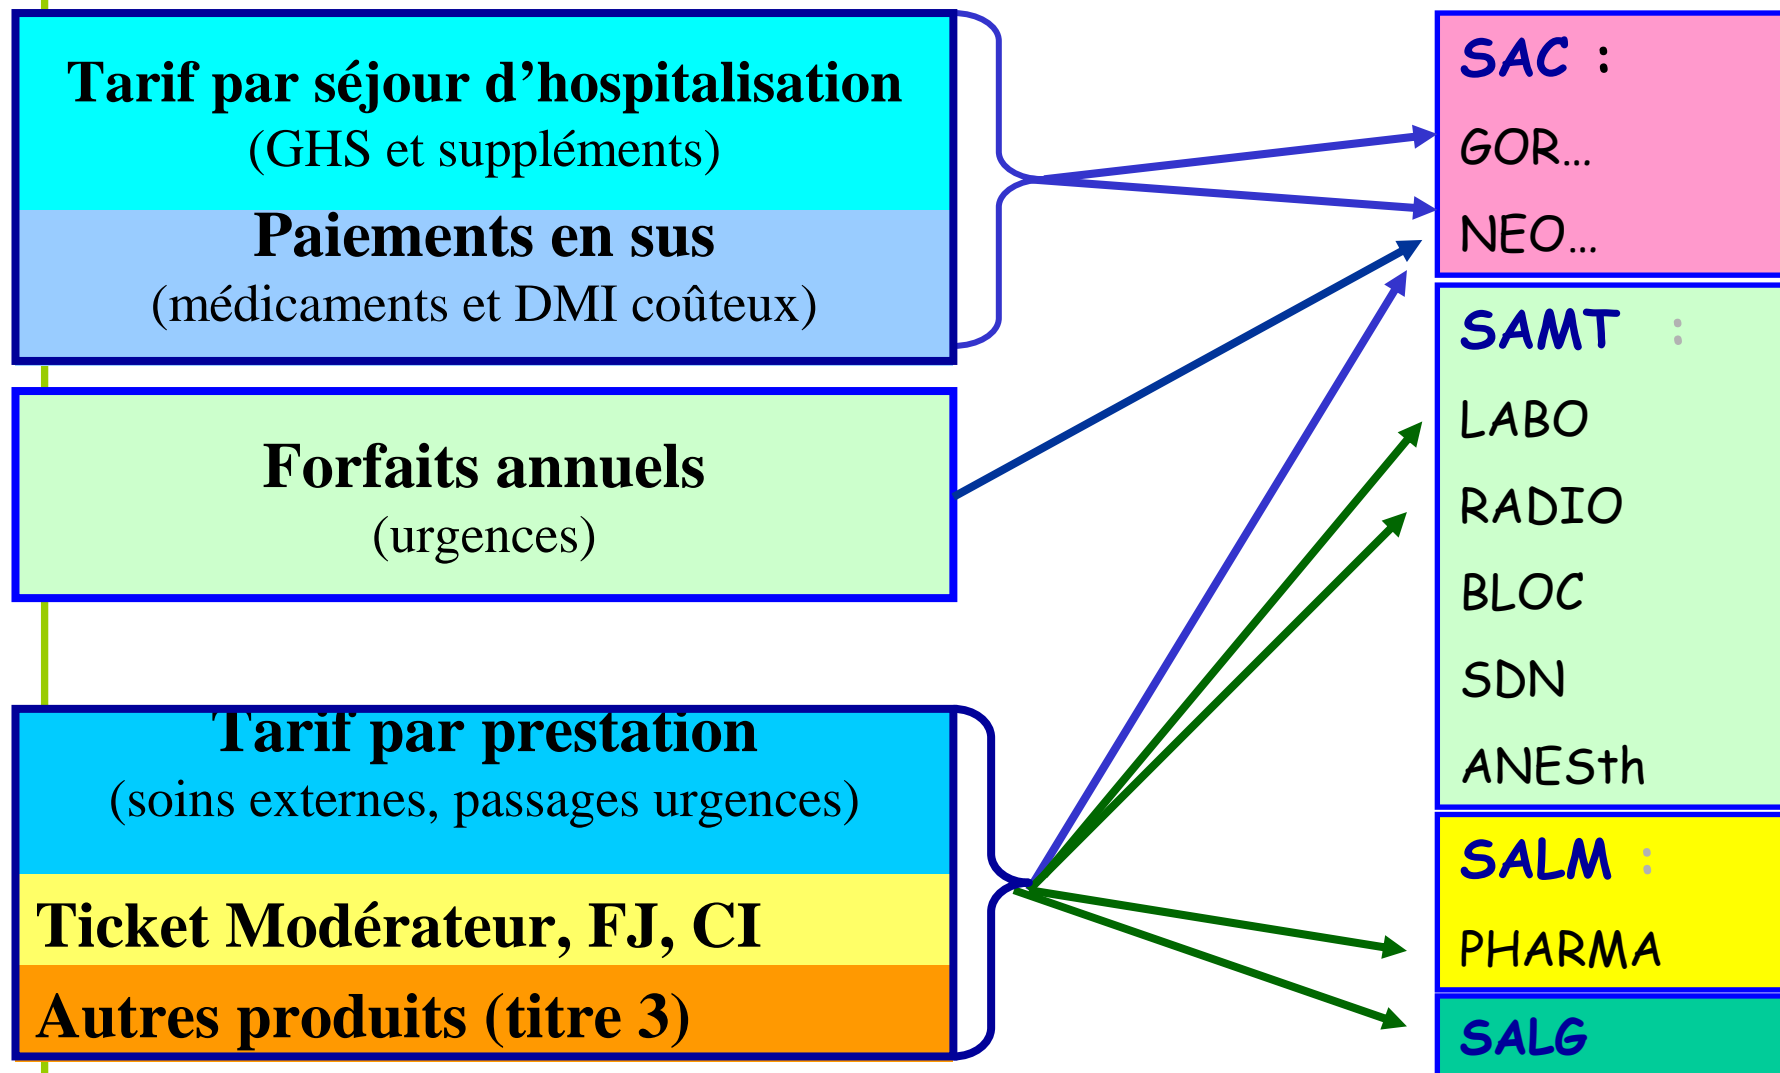 Tarif par séjour d’hospitalisation
(GHS et suppléments)
Paiements en sus
(médicaments et DMI coûteux)
Forfaits annuels
(urgences)
Tarif par prestation
(soins externes, passages urgences)
Ticket Modérateur, FJ, CI
Autres produits (titre 3)
SAC :
GOR…
NEO…
SAMT :
LABO
RADIO
BLOC
SDN
ANESth
SALM :
PHARMA
SALG